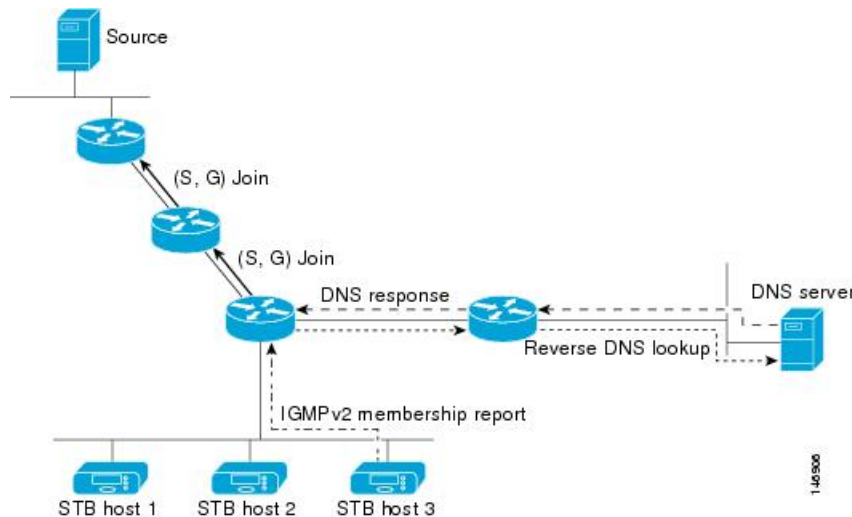 Source
(S, G) Join
(S, G) Join
DNS response
DNS server
Reverse DNS lookup
IGMPv2 membership report
STB host 1
STB host 2
STB host 3
146906